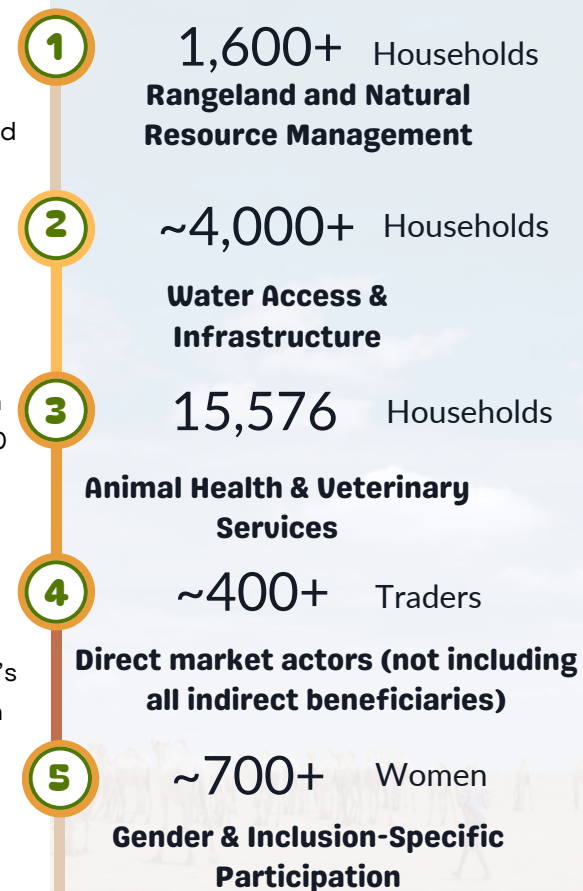 1
1,600+ Households
Rangeland and Natural
Resource Management
d
2
~4,000+ Households
Water Access &
Infrastructure
3
15,576 Households
Animal Health & Veterinary
Services
4
~400+ Traders
Direct market actors (not including
all indirect beneficiaries)
's
5
~700+ Women
Gender & Inclusion-Specific
Participation